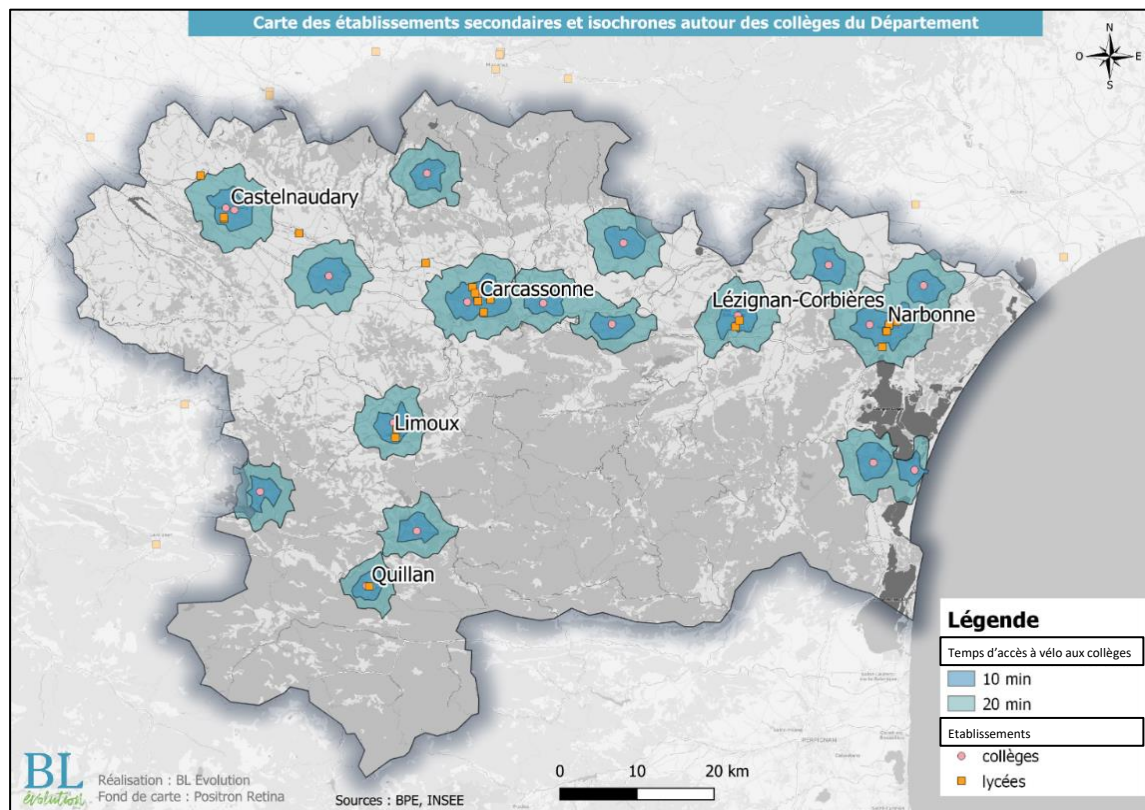 Carte des établissements secondaires et isochrones autour des collèges du Département
N
O E
S
Castelnaudary
Carcassonne
Lézignan-Corbières
Narbonne
Limoux
Quillan
Légende
Temps d'accès à vélo aux collèges
10 min
20 min
Etablissements
collèges
lycées
BL
évolution
Réalisation : BL Evolution
Fond de carte : Positron Retina
Sources : BPE, INSEE
0 10 20 km